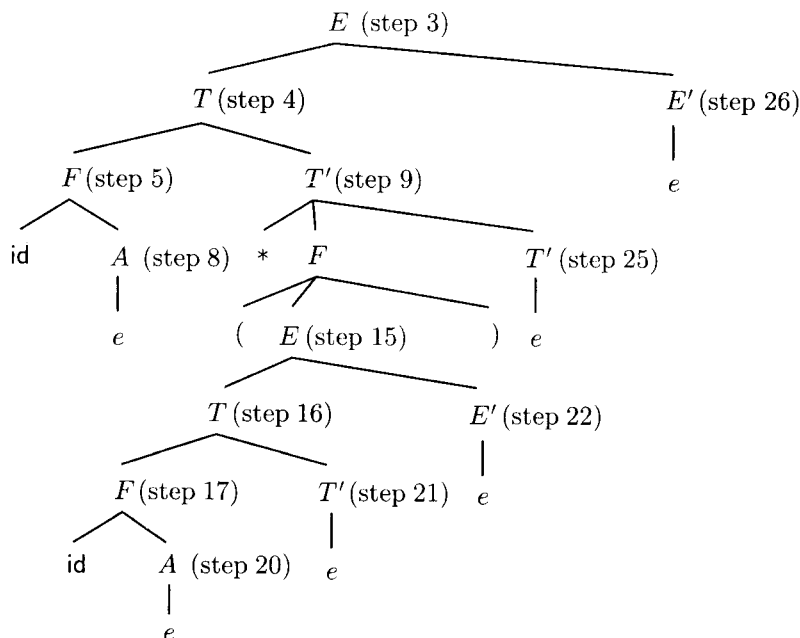 E (step 3)
T (step 4) E′ (step 26)
F (step 5) T′ (step 9) e
id A (step 8) * F T′ (step 25)
e ( E (step 15) ) e
T (step 16) E′ (step 22)
F (step 17) T′ (step 21) e
id A (step 20) e
e